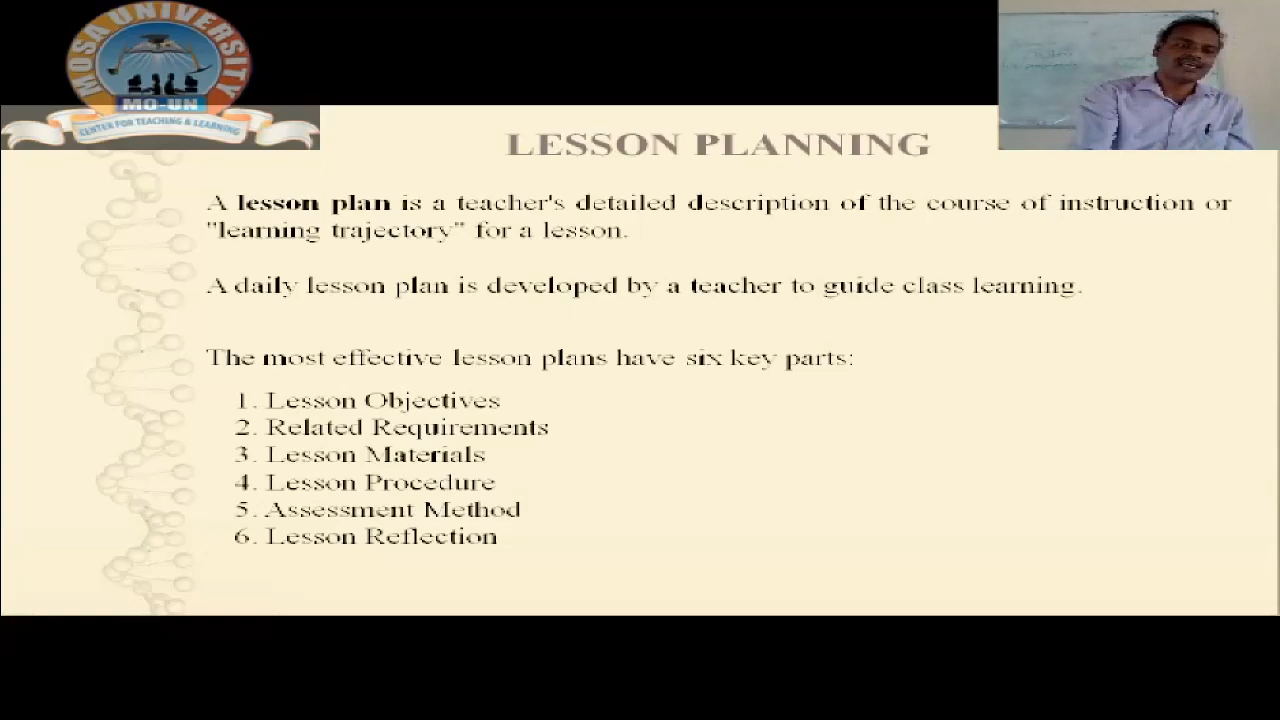 MOSA UNIVERSITY
MO-UN
CENTER FOR TEACHING & LEARNING
LESSON PLANNING
A lesson plan is a teacher's detailed description of the course of instruction or
"learning trajectory" for a lesson.
A daily lesson plan is developed by a teacher to guide class learning.
The most effective lesson plans have six key parts:
1. Lesson Objectives
2. Related Requirements
3. Lesson Materials
4. Lesson Procedure
5. Assessment Method
6. Lesson Reflection